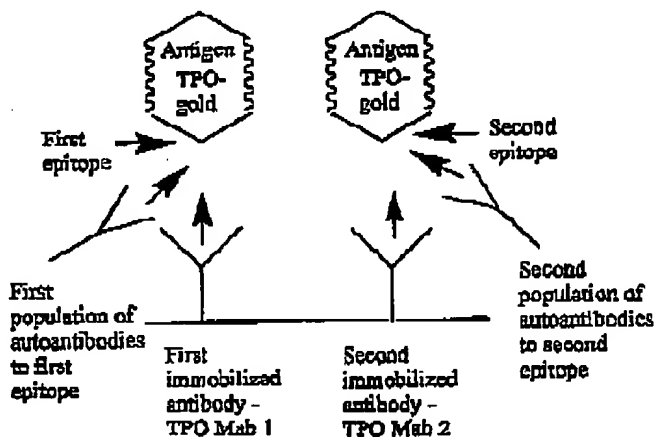 Antigen
TPO-
gold
Antigen
TPO-
gold
First
epitope
Second
epitope
First
population of
autoantibodies
to first
epitope
First
immobilized
antibody -
TPO Mab 1
Second
immobilized
antibody -
TPO Mab 2
Second
population of
autoantibodies
to second
epitope